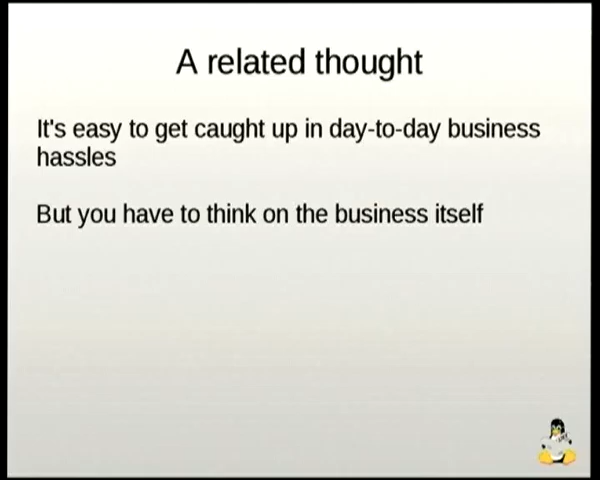 A related thought
It's easy to get caught up in day-to-day business
hassles
But you have to think on the business itself